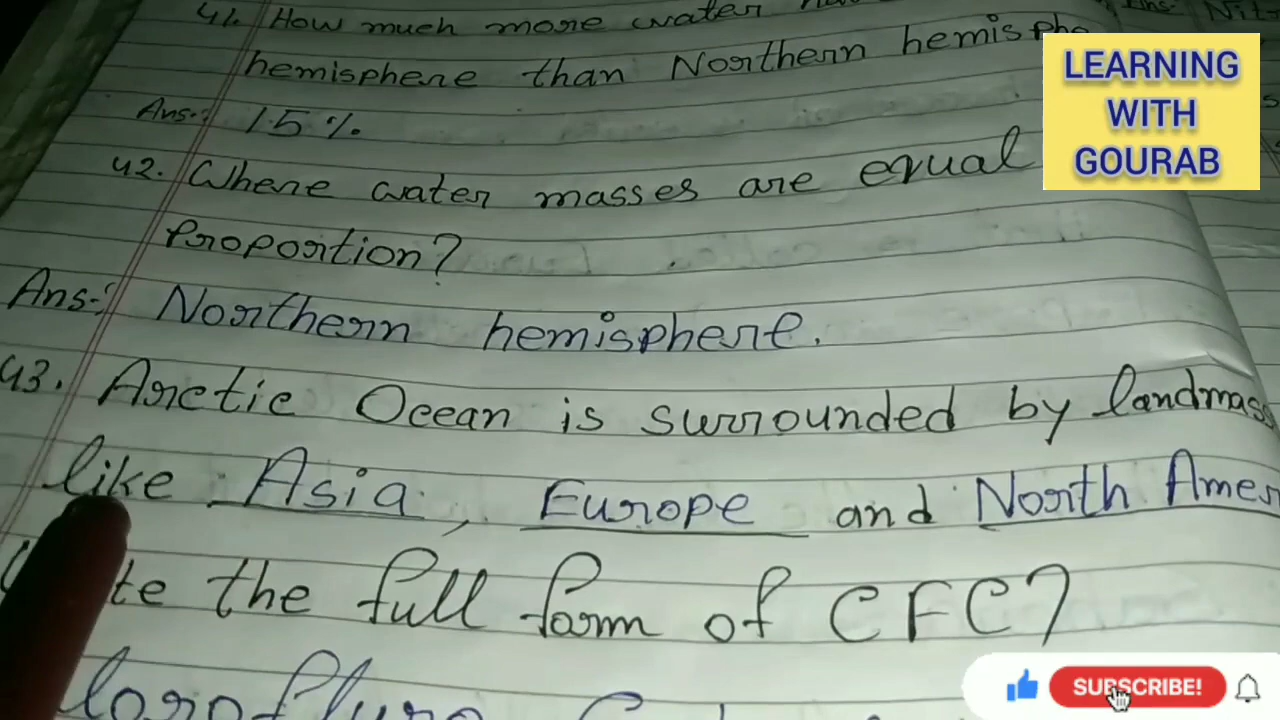 41. How much more water
hemisphere than Northern hemisphe
Ans:- 15%
42. Where water masses are equal
Proportion?
Ans:- Northern hemisphere.
43. Arctic Ocean is surrounded by landmass
like Asia, Europe and North Amer
te the full form of CFC?
LEARNING
WITH
GOURAB
SUBSCRIBE!